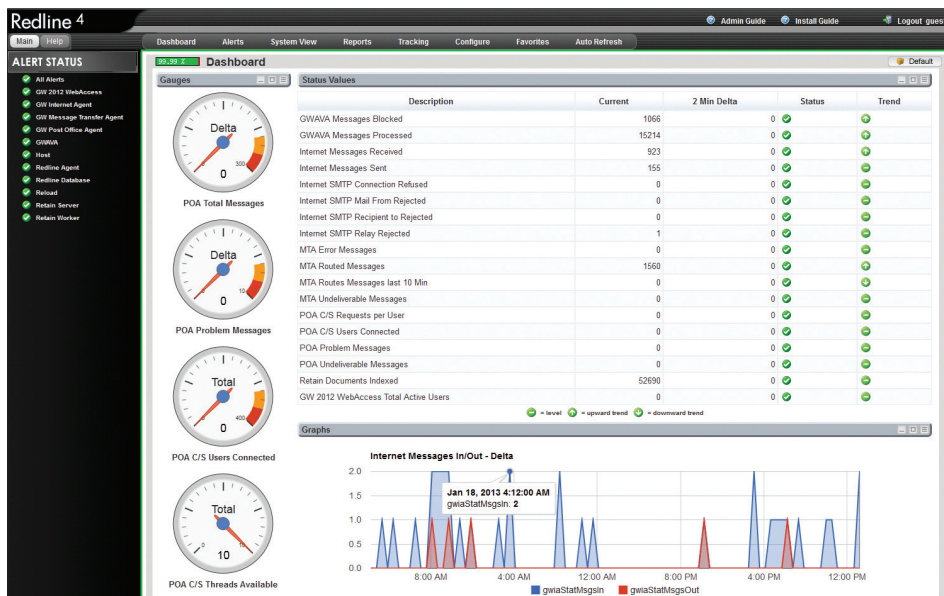 Redline 4
Admin Guide Install Guide Logout gues
Main Help
Dashboard Alerts System View Reports Tracking Configure Favorites Auto Refresh
ALERT STATUS
All Alerts
GW 2012 WebAccess
GW Internet Agent
GW Message Transfer Agent
GW Post Office Agent
GWAVA
Host
Redline Agent
Redline Database
Reload
Retain Server
Retain Worker
99.99 % Dashboard Default
Gauges
Delta
0 300
0
POA Total Messages
Delta
0 10
0
POA Problem Messages
Total
0 400
0
POA C/S Users Connected
Total
0 10
10
POA C/S Threads Available
Status Values
Description Current 2 Min Delta Status Trend
GWAVA Messages Blocked 1066 0
GWAVA Messages Processed 15214 0
Internet Messages Received 923 0
Internet Messages Sent 155 0
Internet SMTP Connection Refused 0 0
Internet SMTP Mail From Rejected 0 0
Internet SMTP Recipient to Rejected 0 0
Internet SMTP Relay Rejected 1 0
MTA Error Messages 0 0
MTA Routed Messages 1560 0
MTA Routes Messages last 10 Min 0 0
MTA Undeliverable Messages 0 0
POA C/S Requests per User 0 0
POA C/S Users Connected 0 0
POA Problem Messages 0 0
POA Undeliverable Messages 0 0
Retain Documents Indexed 52690 0
GW 2012 WebAccess Total Active Users 0 0
= level = upward trend = downward trend
Graphs
Internet Messages In/Out - Delta
2.0
1.5
1.0
0.5
0.0
Jan 18, 2013 4:12:00 AM
gwiaStatMsgsIn: 2
8:00 AM 4:00 AM 12:00 AM 8:00 PM 4:00 PM 12:00 PM
gwiaStatMsgsIn gwiaStatMsgsOut